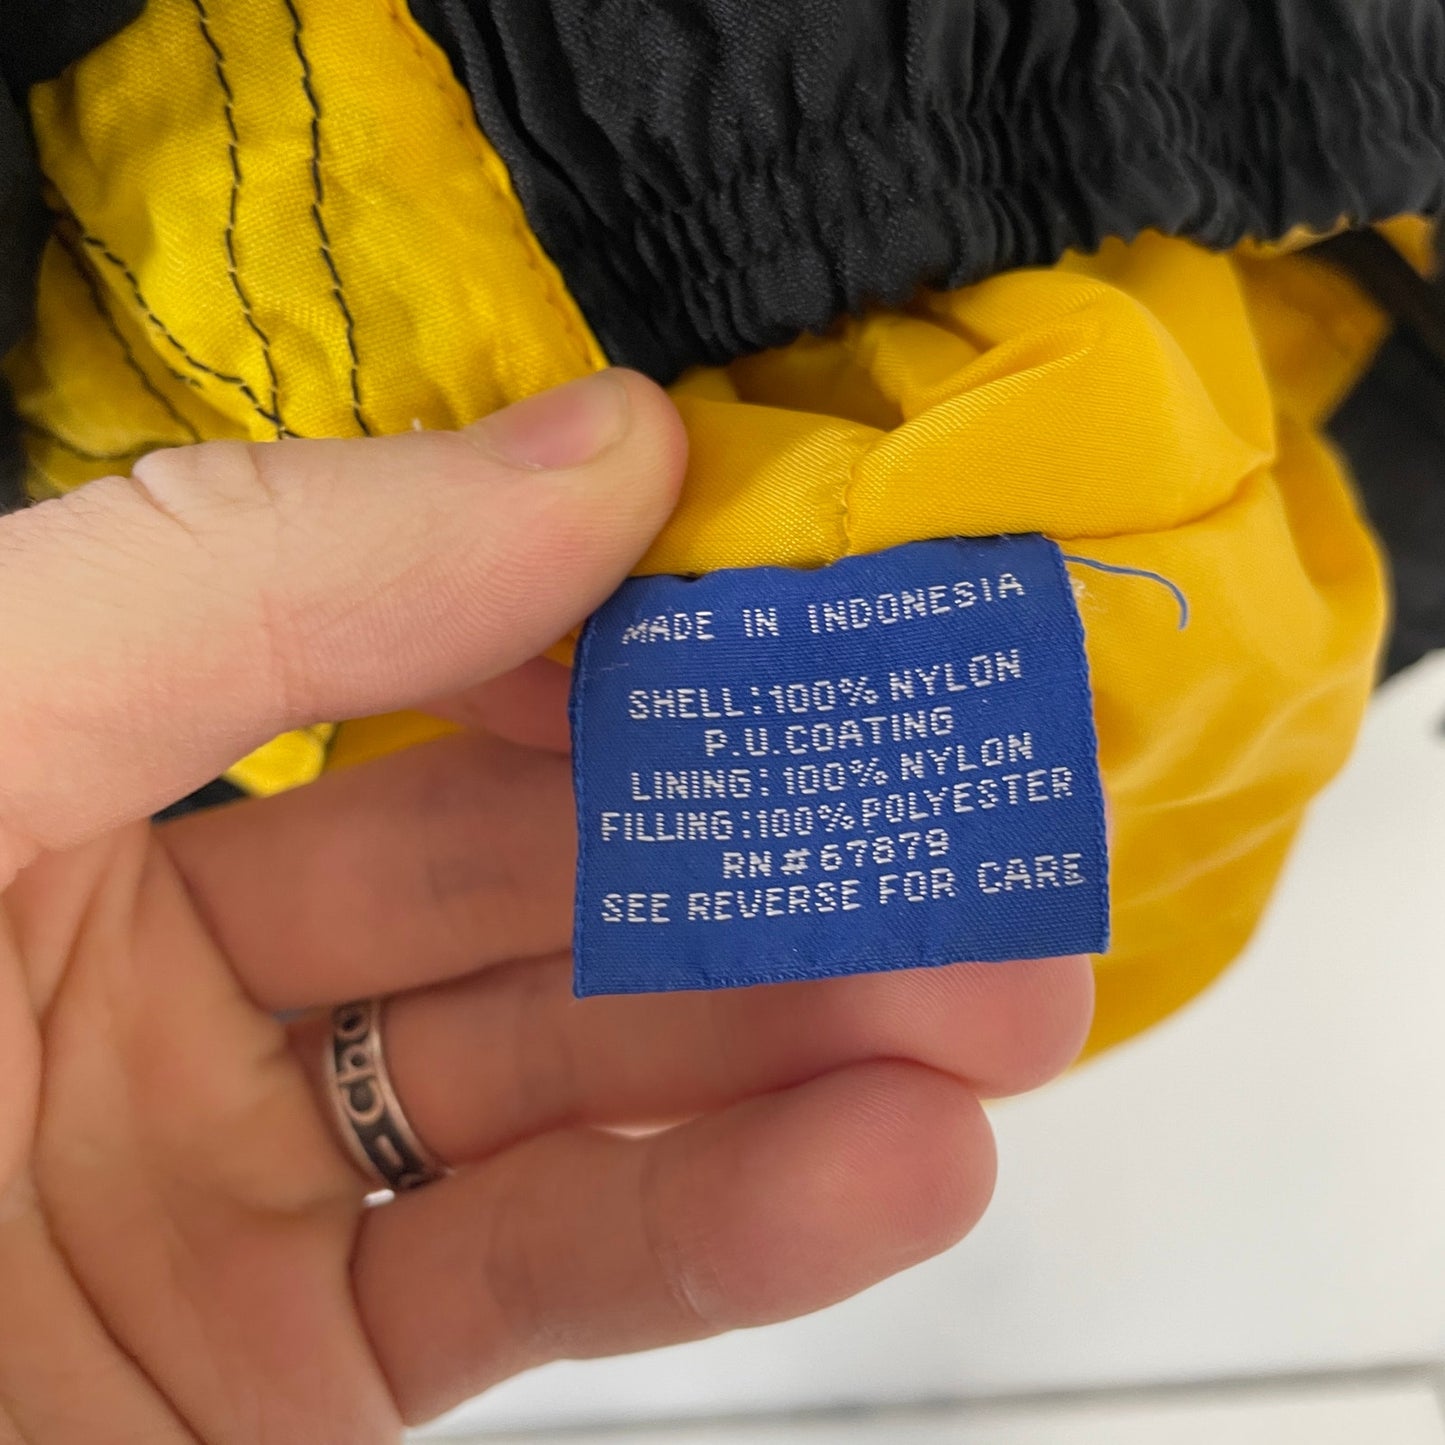 MADE IN INDONESIA
SHELL:100% NYLON
P.U.COATING
LINING:100% NYLON
FILLING:100%POLYESTER
RN#67879
SEE REVERSE FOR CARE